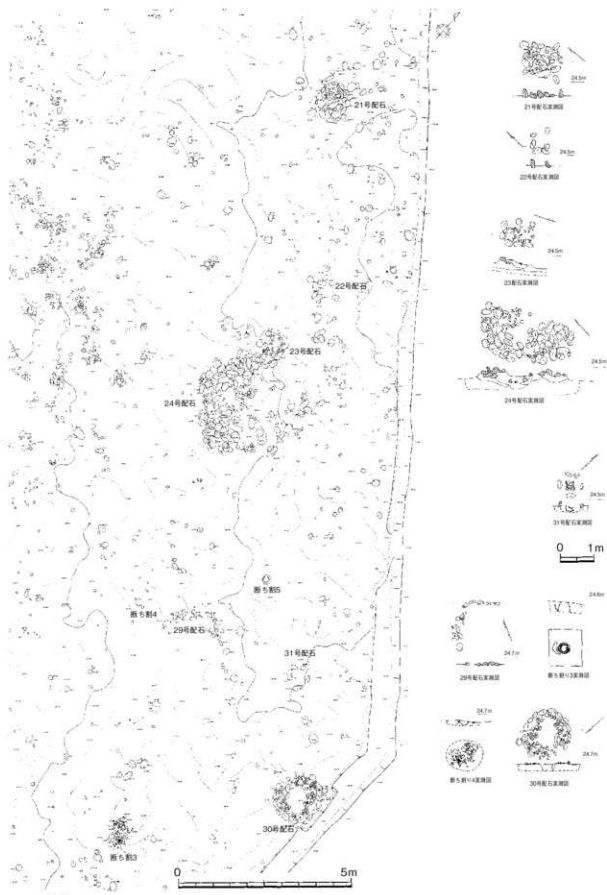 21号配石
22号配石
23号配石
24号配石
断ち割5
断ち割4
29号配石
31号配石
30号配石
断ち割3
0 5m
24.5m
21号配石実測図
24.5m
22号配石実測図
24.5m
23配石実測図
24.5m
24号配石実測図
24.5m
31号配石実測図
0 1m
24.7m
29号配石実測図
24.6m
断ち割り3実測図
24.7m
断ち割り4実測図
24.7m
30号配石実測図